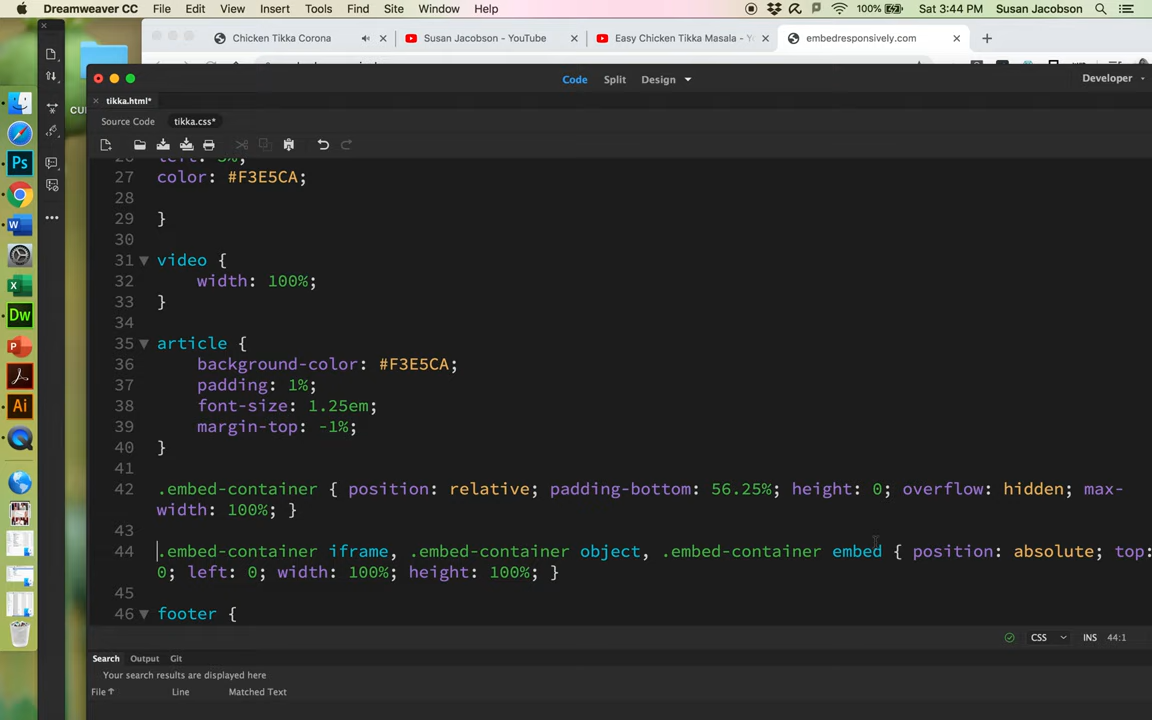 Dreamweaver CC File Edit View Insert Tools Find Site Window Help 100% Sat 3:44 PM Susan Jacobson
Chicken Tikka Corona
Susan Jacobson - YouTube
Easy Chicken Tikka Masala - Yo
embedresponsively.com
Code Split Design Developer
tikka.html*
Source Code tikka.css*
27 color: #F3E5CA;
28
29 }
30
31 video {
32 width: 100%;
33 }
34
35 article {
36 background-color: #F3E5CA;
37 padding: 1%;
38 font-size: 1.25em;
39 margin-top: -1%;
40 }
41
42 .embed-container { position: relative; padding-bottom: 56.25%; height: 0; overflow: hidden; max-
width: 100%; }
43
44 .embed-container iframe, .embed-container object, .embed-container embed { position: absolute; top:
0; left: 0; width: 100%; height: 100%; }
45
46 footer {
CSS INS 44:1
Search Output Git
Your search results are displayed here
File Line Matched Text
Ps
W
X
Dw
P
Ai